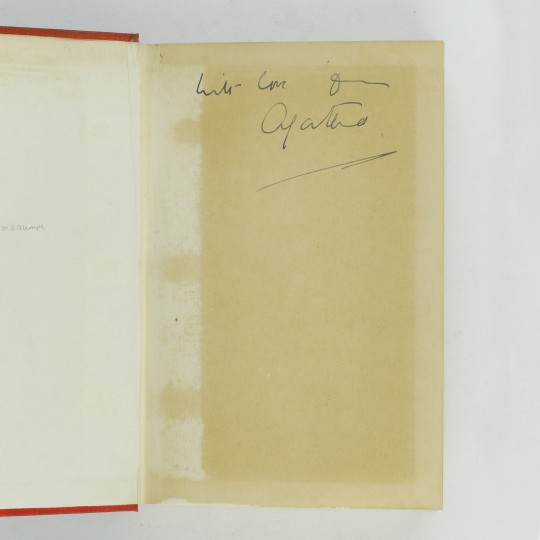 with love from
Agatha